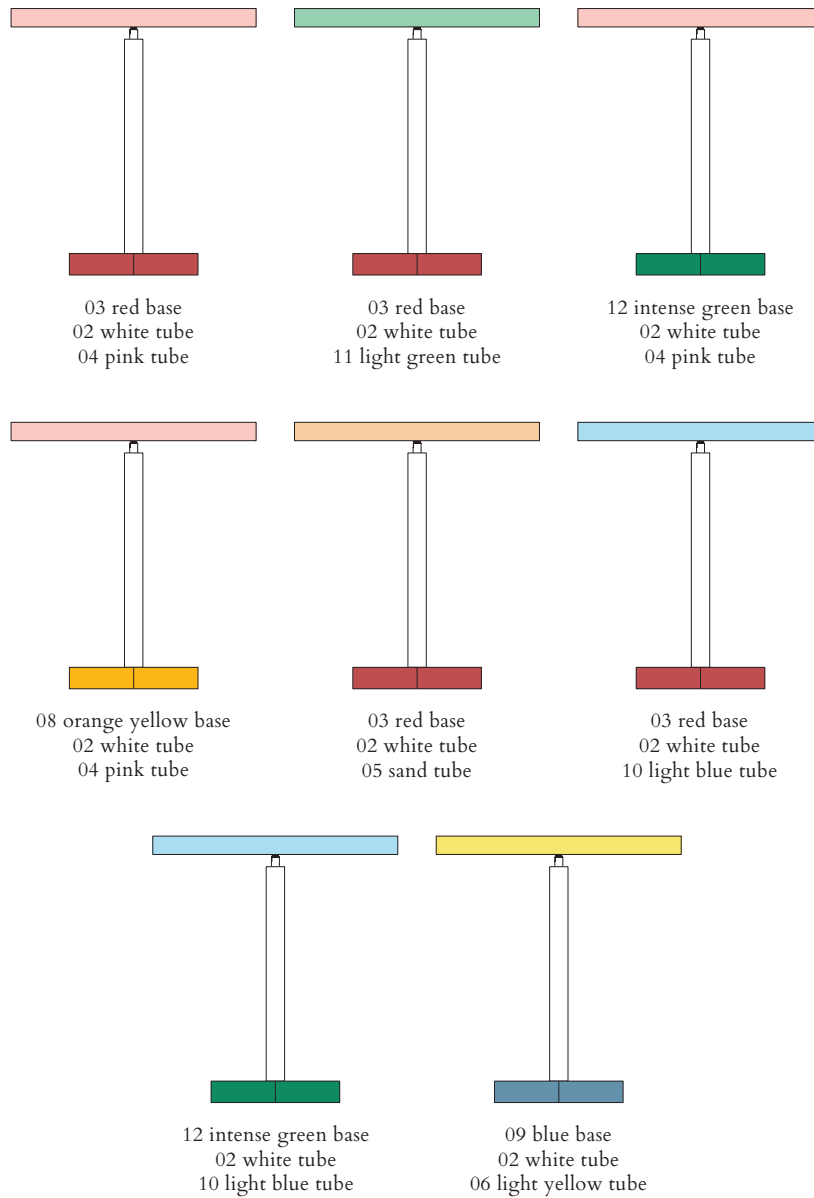 03 red base
02 white tube
04 pink tube
03 red base
02 white tube
11 light green tube
12 intense green base
02 white tube
04 pink tube
08 orange yellow base
02 white tube
04 pink tube
03 red base
02 white tube
05 sand tube
03 red base
02 white tube
10 light blue tube
12 intense green base
02 white tube
10 light blue tube
09 blue base
02 white tube
06 light yellow tube